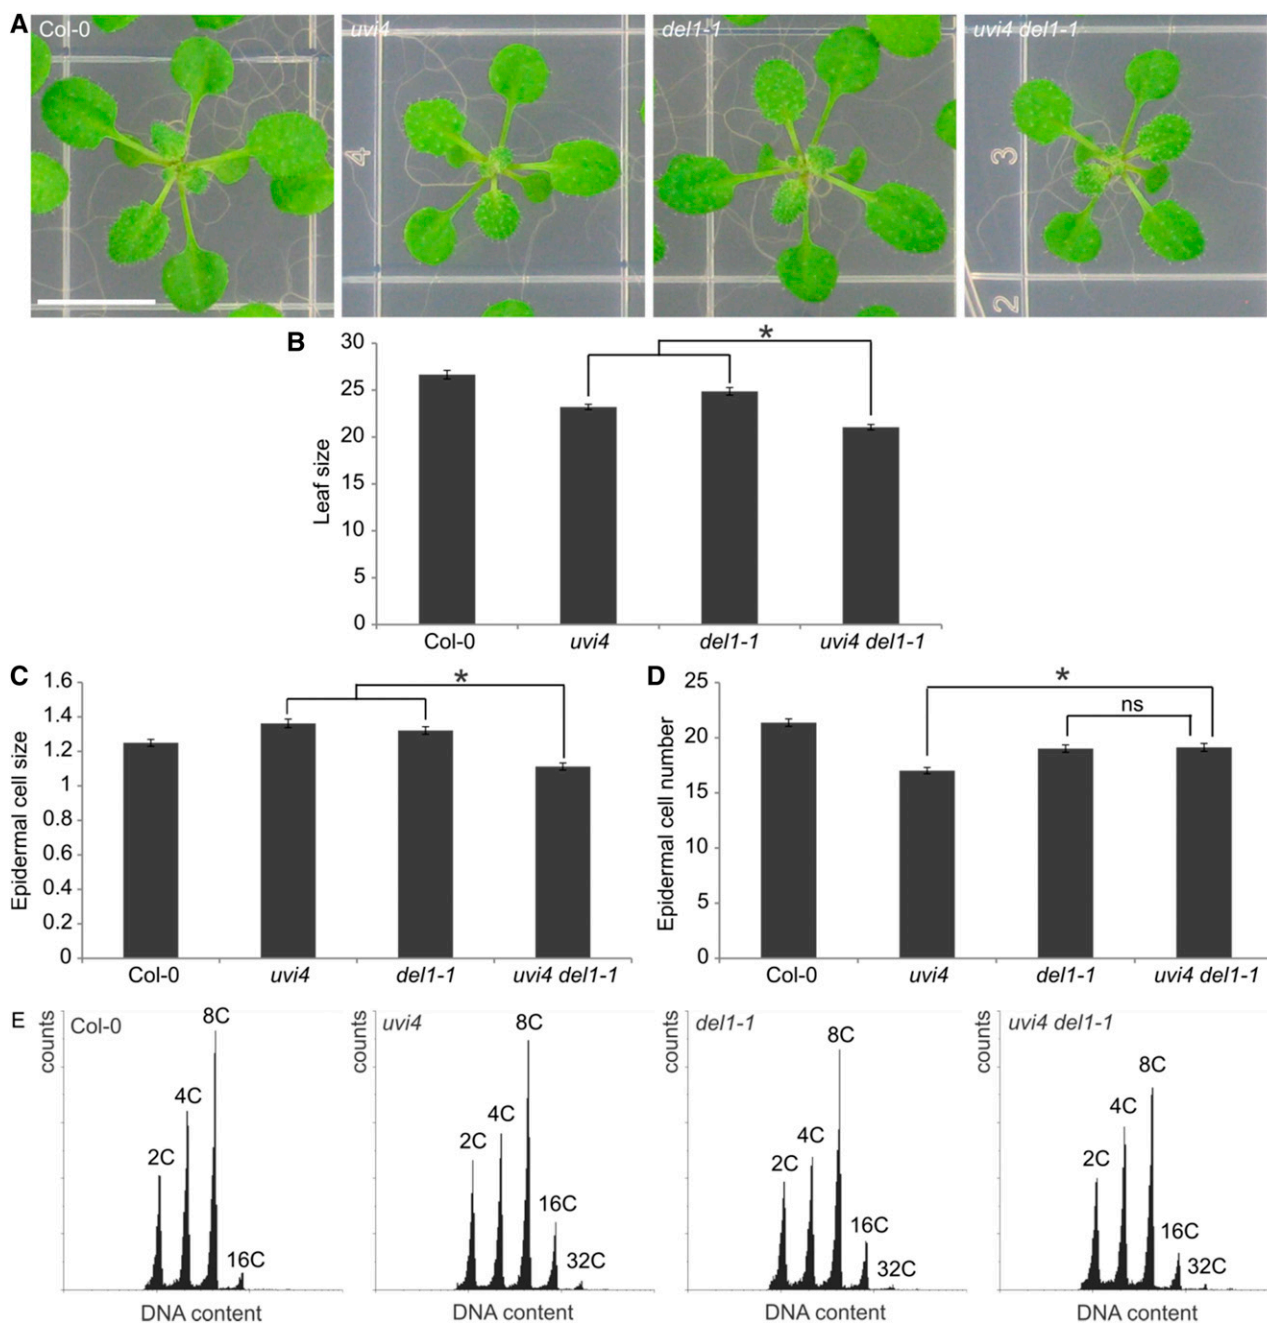 A
Col-0
uvi4
del1-1
uvi4 del1-1
4
3
2
B
30
25
20
15
10
5
0
Leaf size
*
Col-0
uvi4
del1-1
uvi4 del1-1
C
1.6
1.4
1.2
1
0.8
0.6
0.4
0.2
0
Epidermal cell size
*
Col-0
uvi4
del1-1
uvi4 del1-1
D
25
20
15
10
5
0
Epidermal cell number
*
ns
Col-0
uvi4
del1-1
uvi4 del1-1
E
Col-0
counts
2C
4C
8C
16C
DNA content
uvi4
counts
2C
4C
8C
16C
32C
DNA content
del1-1
counts
2C
4C
8C
16C
32C
DNA content
uvi4 del1-1
counts
2C
4C
8C
16C
32C
DNA content